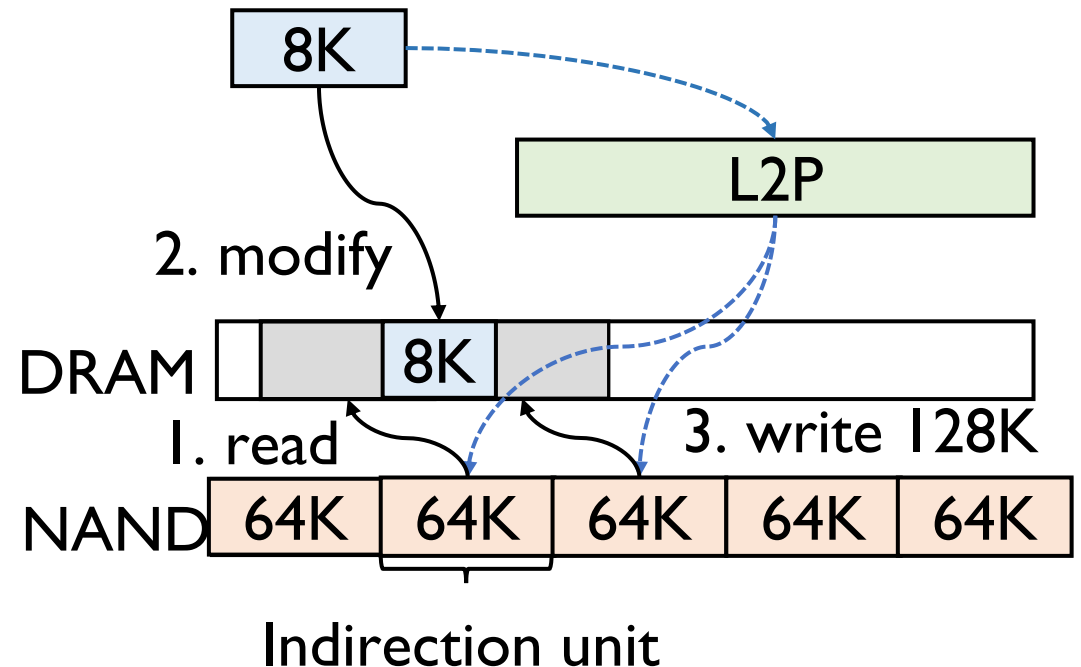 8K
L2P
2. modify
DRAM
8K
1. read
3. write 128K
NAND
64K
64K
64K
64K
64K
Indirection unit